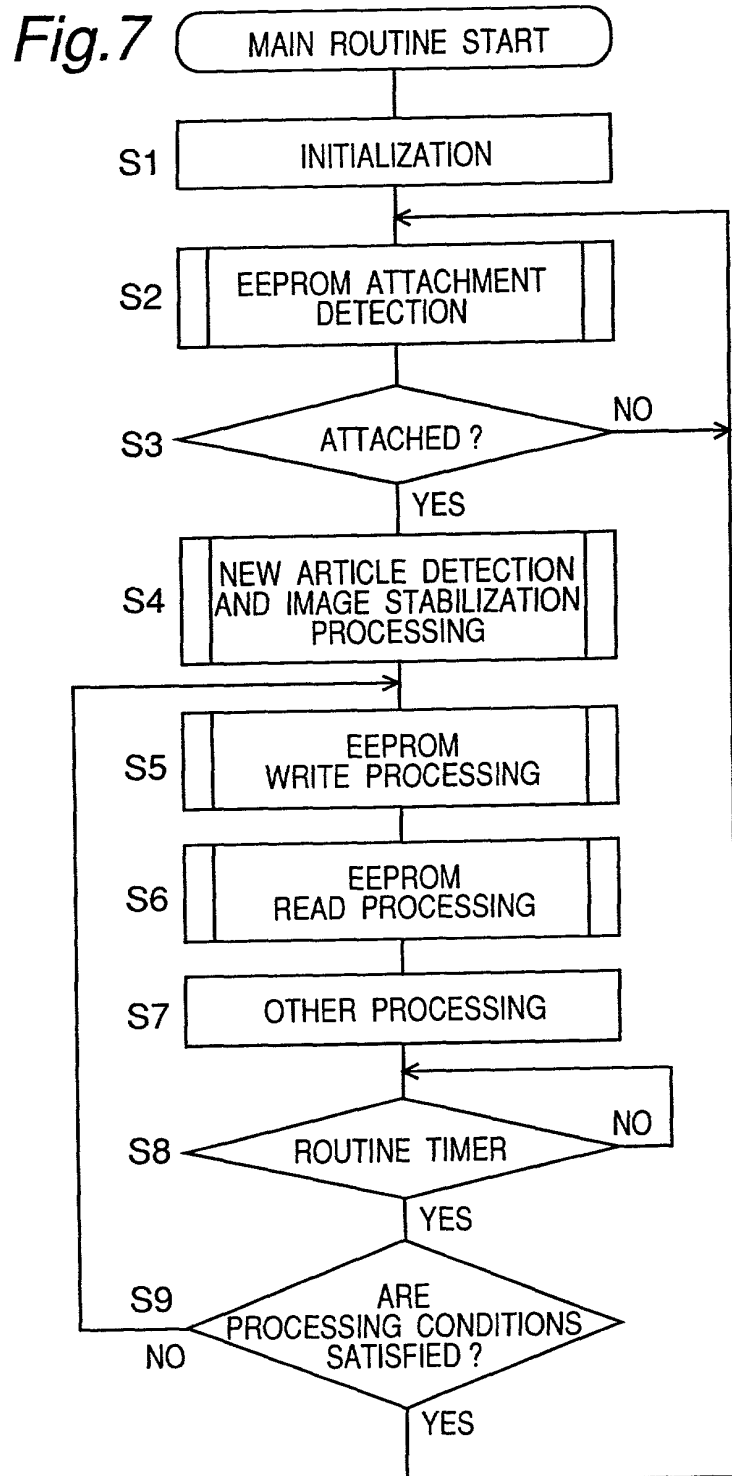 Fig.7
MAIN ROUTINE START
S1
INITIALIZATION
S2
EEPROM ATTACHMENT
DETECTION
S3
ATTACHED ?
NO
YES
S4
NEW ARTICLE DETECTION
AND IMAGE STABILIZATION
PROCESSING
S5
EEPROM
WRITE PROCESSING
S6
EEPROM
READ PROCESSING
S7
OTHER PROCESSING
S8
ROUTINE TIMER
NO
YES
S9
ARE
PROCESSING CONDITIONS
SATISFIED ?
NO
YES